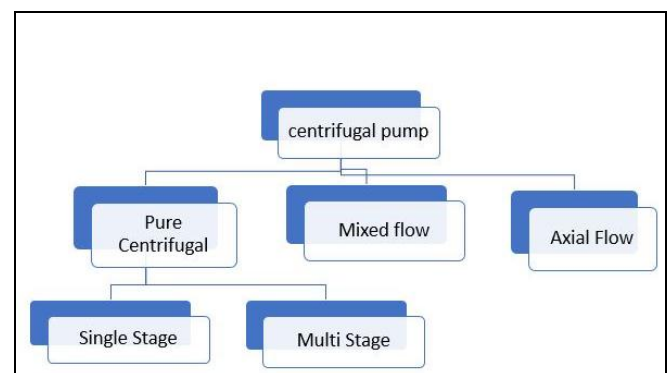 centrifugal pump
Pure
Centrifugal
Mixed flow
Axial Flow
Single Stage
Multi Stage